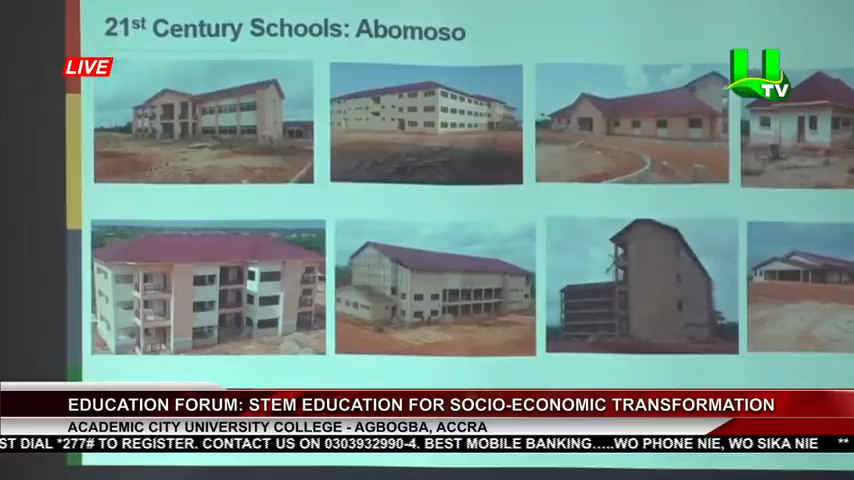 21st Century Schools: Abomoso
LIVE
U
TV
EDUCATION FORUM: STEM EDUCATION FOR SOCIO-ECONOMIC TRANSFORMATION
ACADEMIC CITY UNIVERSITY COLLEGE - AGBOGBA, ACCRA
ST DIAL *277# TO REGISTER. CONTACT US ON 0303932990-4. BEST MOBILE BANKING.....WO PHONE NIE, WO SIKA NIE **